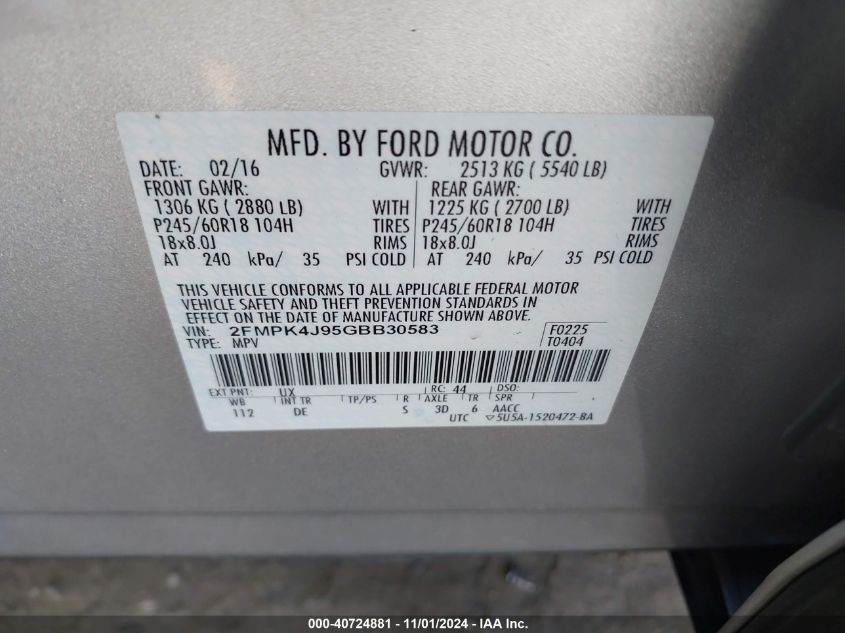 MFD. BY FORD MOTOR CO.
DATE: 02/16 GVWR: 2513 KG ( 5540 LB)
FRONT GAWR: REAR GAWR:
1306 KG ( 2880 LB) WITH 1225 KG ( 2700 LB) WITH
P245/60R18 104H TIRES P245/60R18 104H TIRES
18x8.0J RIMS 18x8.0J RIMS
AT 240 kPa/ 35 PSI COLD AT 240 kPa/ 35 PSI COLD
THIS VEHICLE CONFORMS TO ALL APPLICABLE FEDERAL MOTOR
VEHICLE SAFETY AND THEFT PREVENTION STANDARDS IN
EFFECT ON THE DATE OF MANUFACTURE SHOWN ABOVE.
VIN: 2FMPK4J95GBB30583 F0225
TYPE: MPV T0404
EXT PNT: UX RC: 44 DSO:
WB INT TR TP/PS R AXLE TR SPR
112 DE S 3D 6 AACC
UTC ▽5U5A-1520472-BA
000-40724881 - 11/01/2024 - IAA Inc.